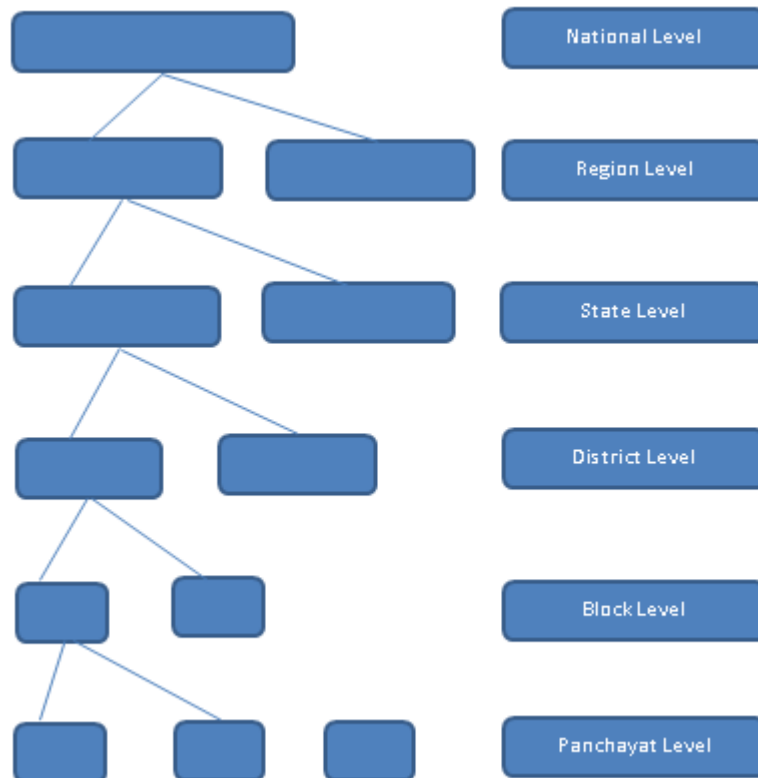 National Level
Region Level
State Level
District Level
Block Level
Panchayat Level